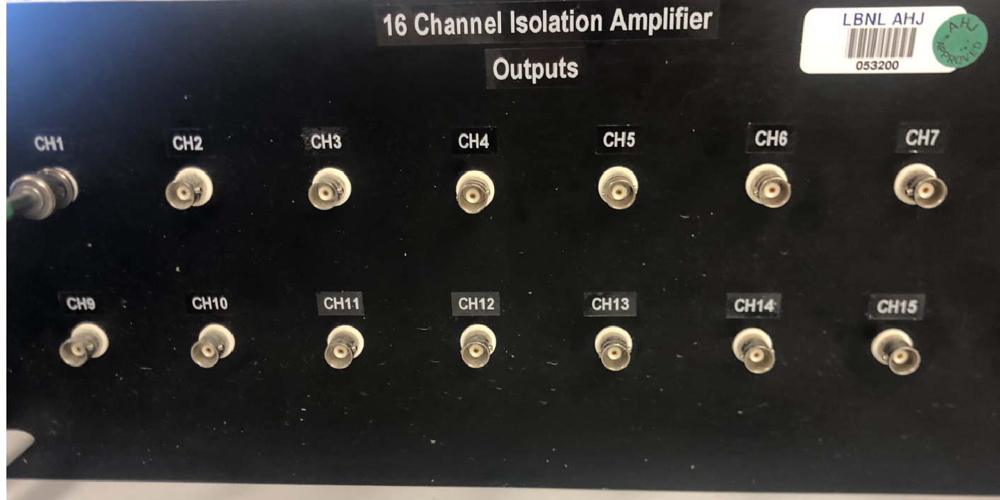 16 Channel Isolation Amplifier
Outputs
LBNL AHJ
053200
AHJ
APPROVED
CH1 CH2 CH3 CH4 CH5 CH6 CH7
CH9 CH10 CH11 CH12 CH13 CH14 CH15